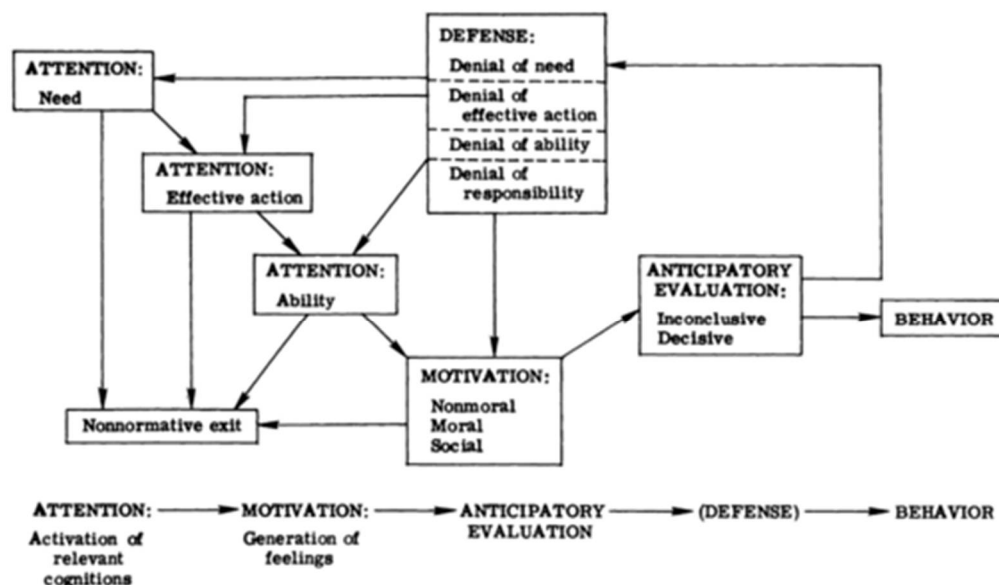 DEFENSE:
Denial of need
Denial of
effective action
Denial of ability
Denial of
responsibility
ATTENTION:
Need
ATTENTION:
Effective action
ATTENTION:
Ability
ANTICIPATORY
EVALUATION:
Inconclusive
Decisive
BEHAVIOR
MOTIVATION:
Nonmoral
Moral
Social
Nonnormative exit
ATTENTION:
Activation of
relevant
cognitions
MOTIVATION:
Generation of
feelings
ANTICIPATORY
EVALUATION
(DEFENSE)
BEHAVIOR